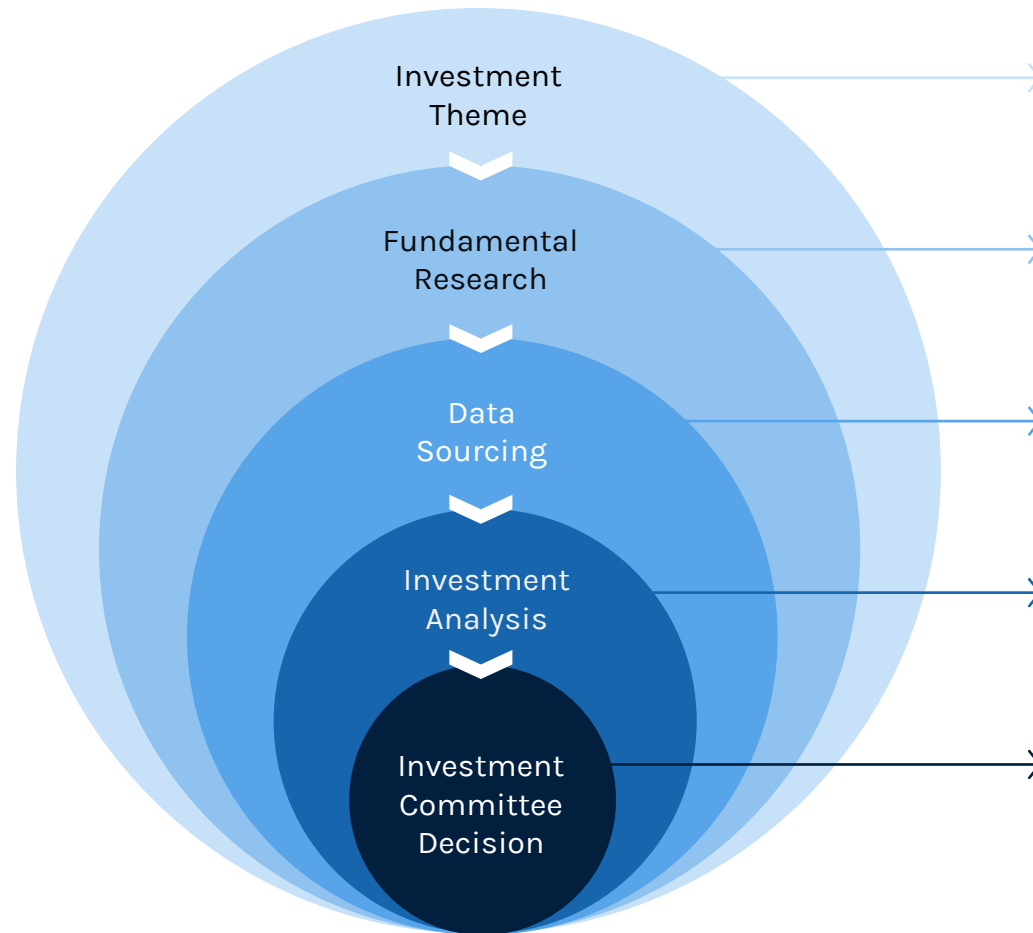 Investment
Theme
Fundamental
Research
Data
Sourcing
Investment
Analysis
Investment
Committee
Decision